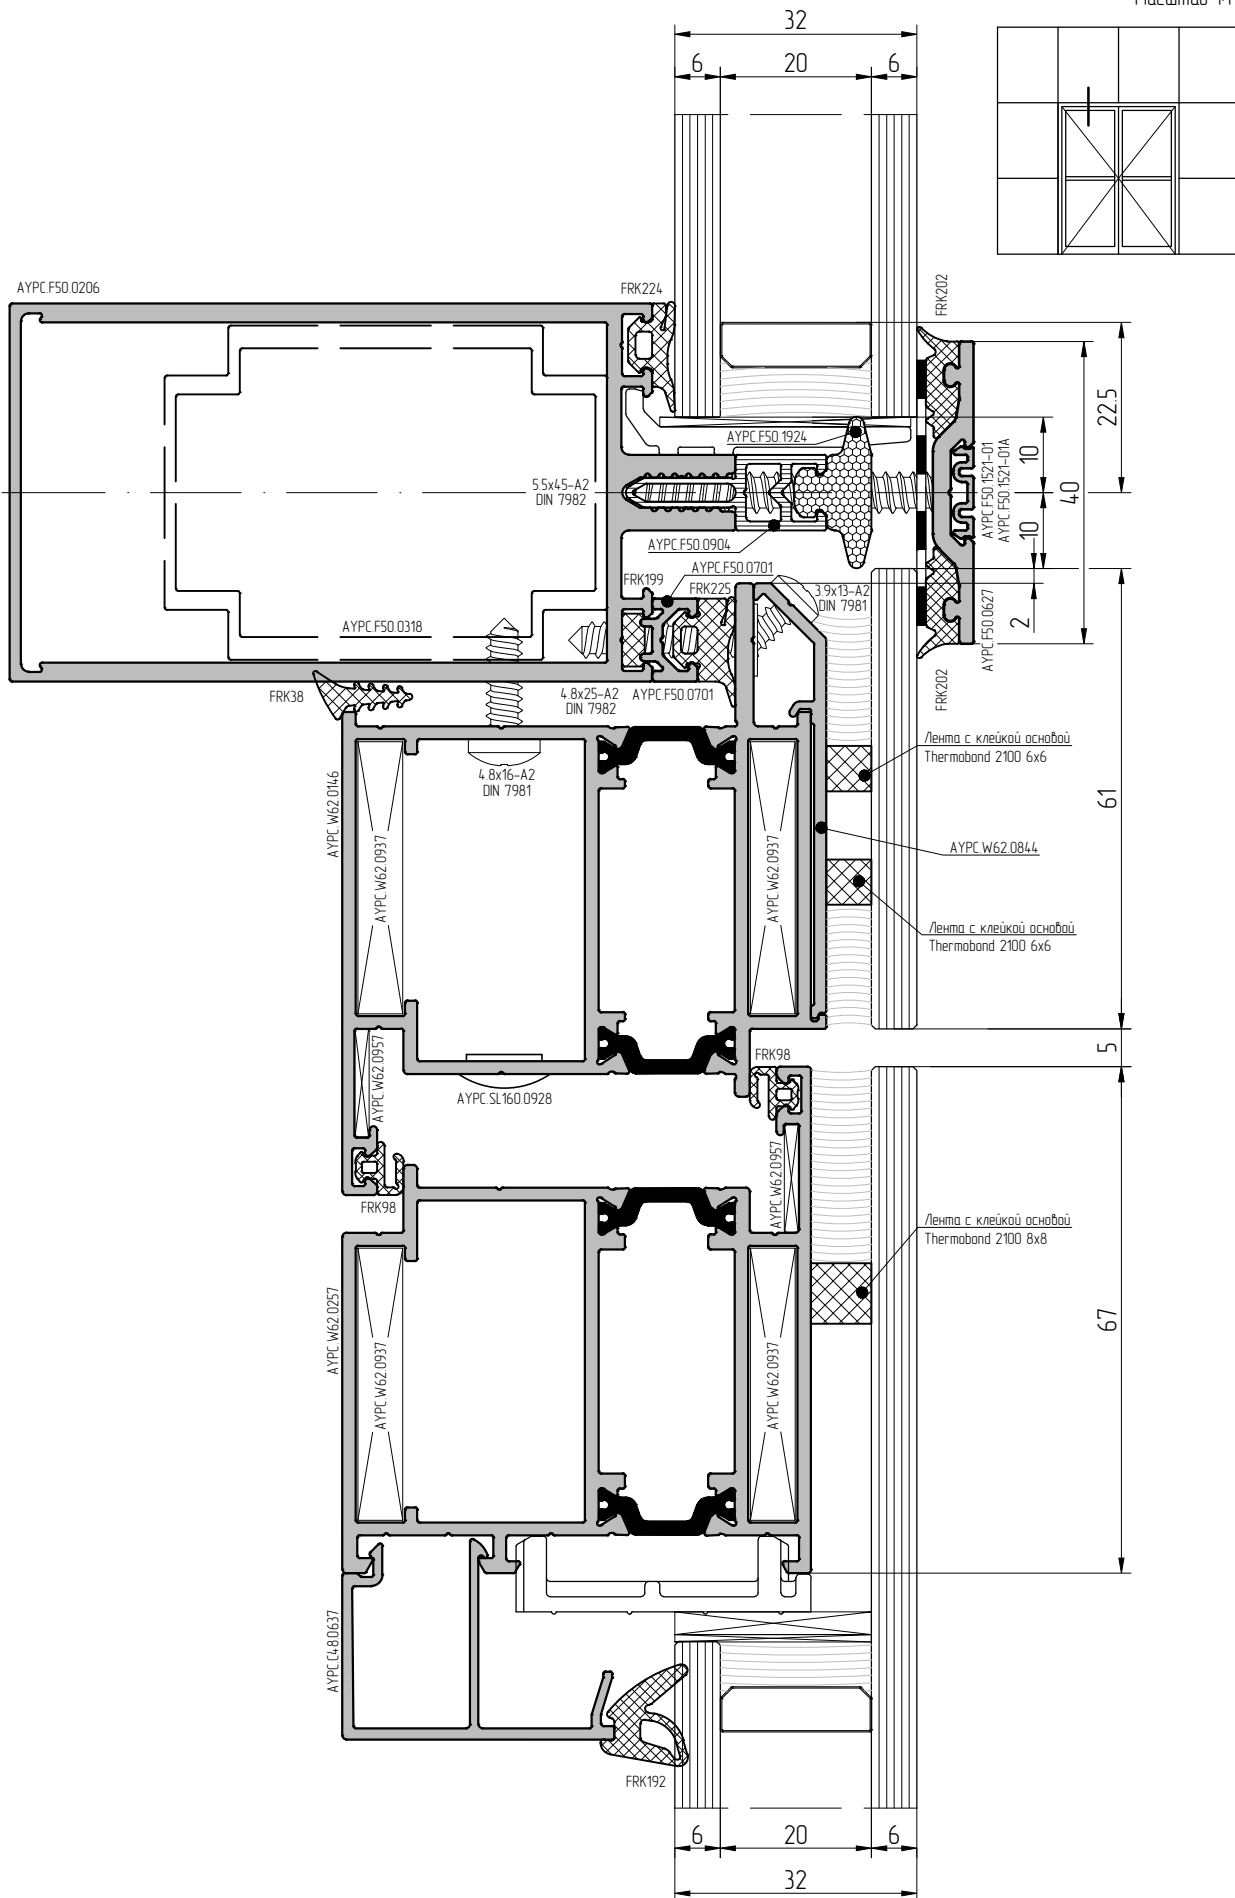 32
6
20
6
AYPC.F50.0206
FRK224
FRK202
AYPC.F50.1924
22.5
10
5.5x45-A2
DIN 7982
AYPC.F50.1521-01
AYPC.F50.1521-01A
40
AYPC.F50.0904
10
AYPC.F50.0701
FRK199
FRK225
3.9x13-A2
DIN 7981
2
AYPC.F50.0318
AYPC.F50.0627
FRK38
4.8x25-A2
DIN 7982
AYPC.F50.0701
FRK202
Лента с клейкой основой
Thermobond 2100 6x6
4.8x16-A2
DIN 7981
AYPC.W62.0146
AYPC.W62.0937
AYPC.W62.0937
61
AYPC.W62.0844
Лента с клейкой основой
Thermobond 2100 6x6
5
FRK98
AYPC.W62.0957
AYPC.SL160.0928
AYPC.W62.0957
FRK98
Лента с клейкой основой
Thermobond 2100 8x8
AYPC.W62.0257
AYPC.W62.0937
AYPC.W62.0937
67
AYPC.C48.0637
FRK192
6
20
6
32